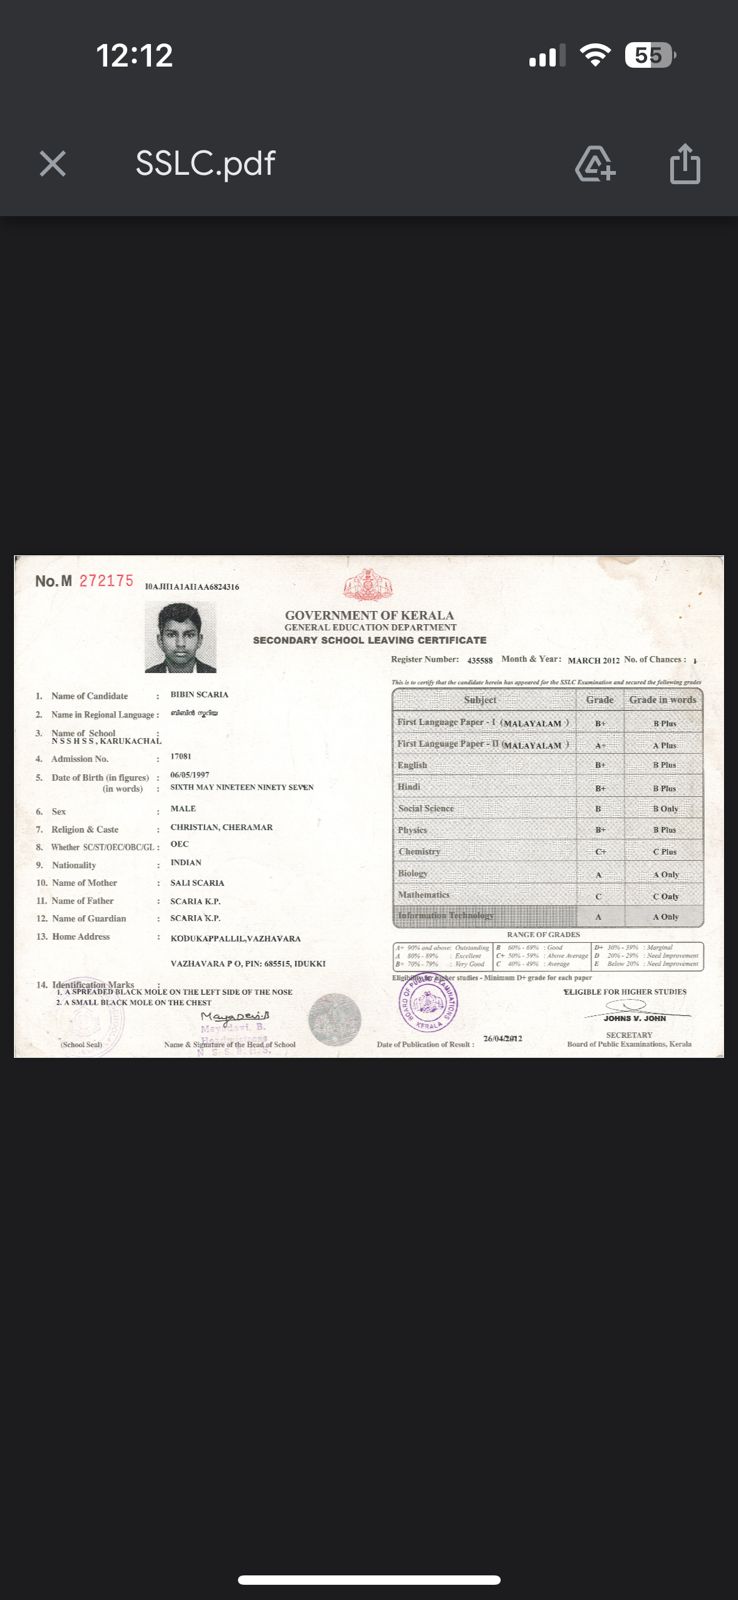 12:12
55
SSLC.pdf
No. M 272175
GOVERNMENT OF KERALA
GENERAL EDUCATION DEPARTMENT
SECONDARY SCHOOL LEAVING CERTIFICATE
Register Number: 435588 Month & Year: MARCH 2012 No. of Chances: 1
This is to certify that the candidate herein has appeared for the SSLC Examination and secured the following grades
1. Name of Candidate : BIBIN SCARIA
2. Name in Regional Language : ബിബിൻ സ്കറിയ
3. Name of School :
N S S H S S , KARUKACHAL
4. Admission No. : 17081
5. Date of Birth (in figures) : 06/05/1997
(in words) : SIXTH MAY NINETEEN NINETY SEVEN
6. Sex : MALE
7. Religion & Caste : CHRISTIAN, CHERAMAR
8. Whether SC/ST/OEC/OBC/GL : OEC
9. Nationality : INDIAN
10. Name of Mother : SALI SCARIA
11. Name of Father : SCARIA K.P.
12. Name of Guardian : SCARIA K.P.
13. Home Address : KODUKAPPALLIL,VAZHAVARA
VAZHAVARA P O, PIN: 685515, IDUKKI
14. Identification Marks :
1. A SPREADED BLACK MOLE ON THE LEFT SIDE OF THE NOSE
2. A SMALL BLACK MOLE ON THE CHEST
Mayadevi.B
Mayadevi. B.
Headmistress
(School Seal)
Name & Signature of the Head of School
Subject Grade Grade in words
First Language Paper - I (MALAYALAM ) B+ B Plus
First Language Paper - II (MALAYALAM ) A+ A Plus
English B+ B Plus
Hindi B+ B Plus
Social Science B B Only
Physics B+ B Plus
Chemistry C+ C Plus
Biology A A Only
Mathematics C C Only
Information Technology A A Only
RANGE OF GRADES
A+ 90% and above: Outstanding B 60% - 69% : Good D+ 30% - 39% : Marginal
A 80% - 89% : Excellent C+ 50% - 59% : Above Average D 20% - 29% : Need Improvement
B+ 70% - 79% : Very Good C 40% - 49% : Average E Below 20% : Need Improvement
Eligibility for higher studies - Minimum D+ grade for each paper
BOARD OF PUBLIC EXAMINATIONS
KERALA
ELIGIBLE FOR HIGHER STUDIES
JOHNS V. JOHN
SECRETARY
Board of Public Examinations, Kerala
Date of Publication of Result : 26/04/2012